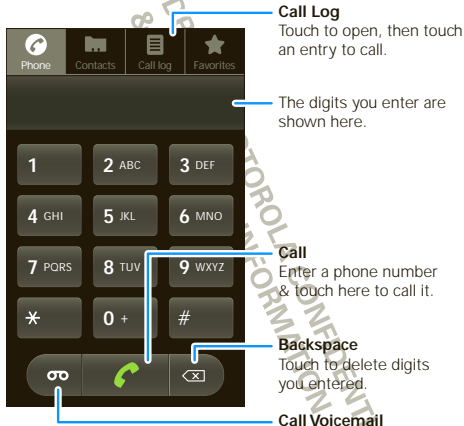 Call Log
Touch to open, then touch
an entry to call.
Phone
Contacts
Call log
Favorites
The digits you enter are
shown here.
1
2 ABC
3 DEF
4 GHI
5 JKL
6 MNO
7 PQRS
8 TUV
9 WXYZ
0 +
#
Call
Enter a phone number
& touch here to call it.
Backspace
Touch to delete digits
you entered.
Call Voicemail